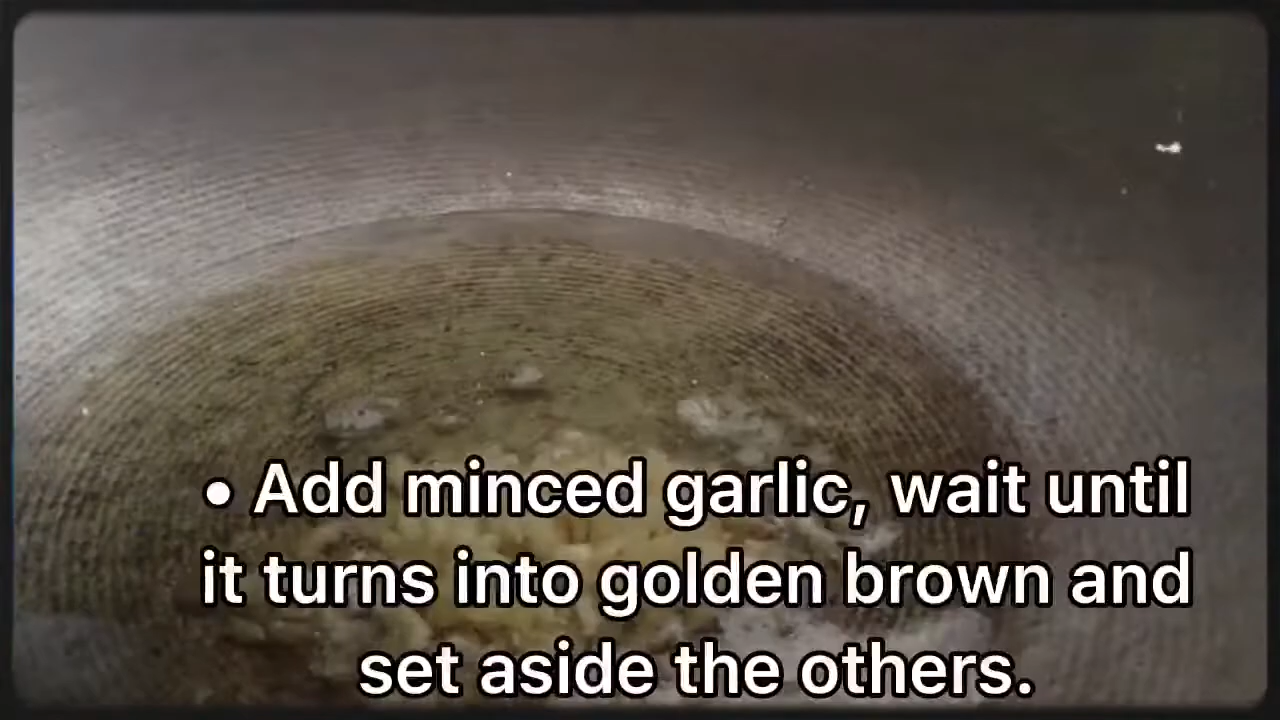 • Add minced garlic, wait until
it turns into golden brown and
set aside the others.